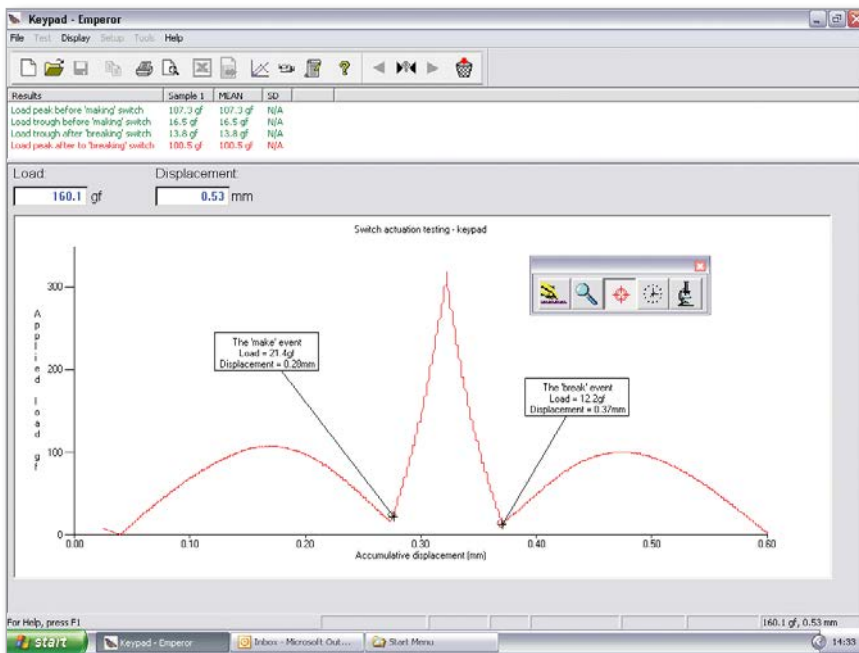 Keypad - Emperor
File Test Display Setup Tools Help
Results Sample 1 MEAN SD
Load peak before 'making' switch 107.3 gf 107.3 gf N/A
Load trough before 'making' switch 16.5 gf 16.5 gf N/A
Load trough after 'breaking' switch 13.8 gf 13.8 gf N/A
Load peak after to 'breaking' switch 100.5 gf 100.5 gf N/A
Load: Displacement:
160.1 gf 0.53 mm
Switch actuation testing - keypad
Applied load gf
300
200
100
0
The 'make' event
Load = 21.4gf
Displacement = 0.28mm
The 'break' event
Load = 12.2gf
Displacement = 0.37mm
0.00 0.10 0.20 0.30 0.40 0.50 0.60
Accumulative displacement (mm)
For Help, press F1 160.1 gf, 0.53 mm
start Keypad - Emperor Inbox - Microsoft Out... Start Menu 14:33